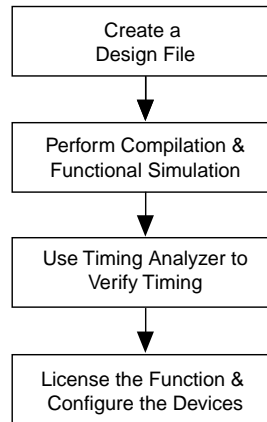 Create a
Design File
Perform Compilation &
Functional Simulation
Use Timing Analyzer to
Verify Timing
License the Function &
Configure the Devices